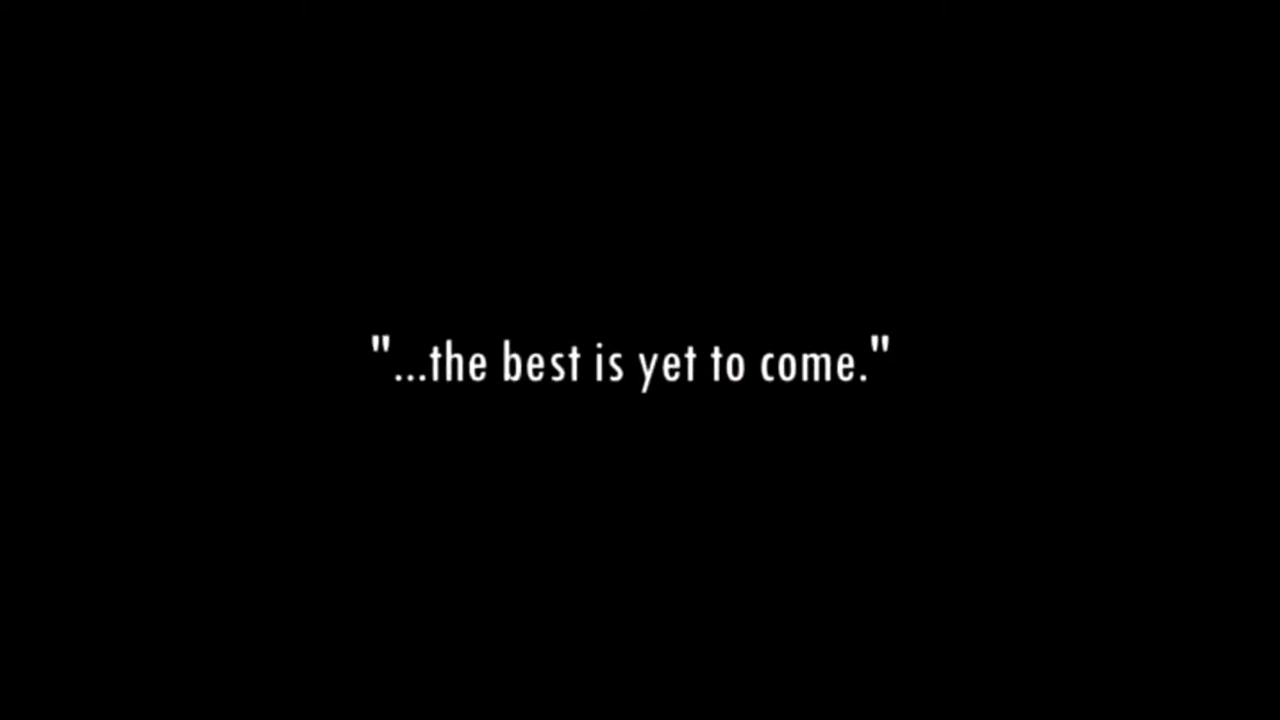 "...the best is yet to come."